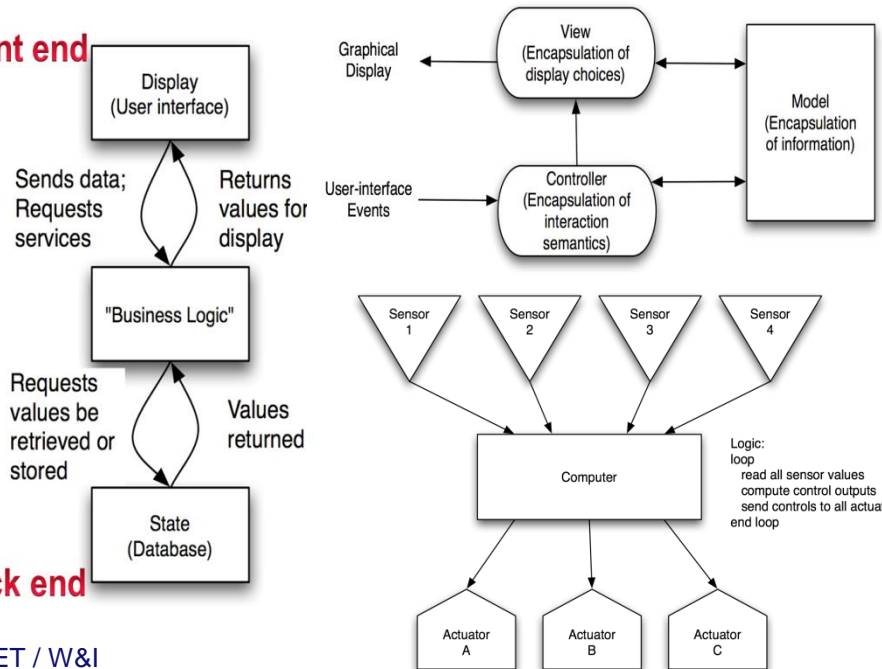 nt end
Display
(User interface)
Sends data;
Requests
services
Returns
values for
display
"Business Logic"
Requests
values be
retrieved or
stored
Values
returned
State
(Database)
ck end
ET / W&I
Graphical
Display
View
(Encapsulation of
display choices)
Model
(Encapsulation
of information)
User-interface
Events
Controller
(Encapsulation of
interaction
semantics)
Sensor
1
Sensor
2
Sensor
3
Sensor
4
Computer
Logic:
loop
read all sensor values
compute control outputs
send controls to all actuat
end loop
Actuator
A
Actuator
B
Actuator
C